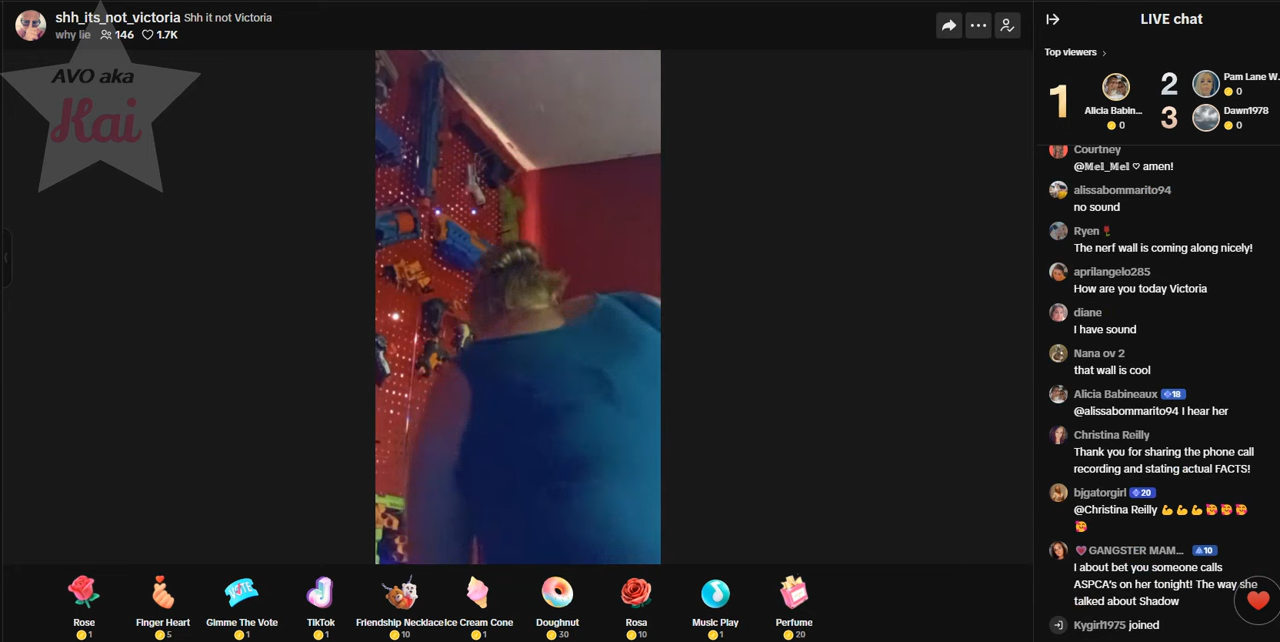 shh_its_not_victoria Shh it not Victoria
why lie 146 1.7K
AVO aka
Kai
LIVE chat
Top viewers
1
Alicia Babin...
0
2
Pam Lane W.
0
3
Dawn1978
0
Courtney
@𝕄𝕖𝕝_𝕄𝕖𝕝 ♡ amen!
alissabommarito94
no sound
Ryen 🌹
The nerf wall is coming along nicely!
aprilangelo285
How are you today Victoria
diane
I have sound
Nana ov 2
that wall is cool
Alicia Babineaux 18
@alissabommarito94 I hear her
Christina Reilly
Thank you for sharing the phone call
recording and stating actual FACTS!
bjgatorgirl 20
@Christina Reilly 💪💪💪🥰🥰🥰
🥰
💗GANGSTER MAM... 10
I about bet you someone calls
ASPCA's on her tonight! The way she
talked about Shadow
Kygirl1975 joined
VOTE
Rose Finger Heart Gimme The Vote TikTok Friendship Necklace Ice Cream Cone Doughnut Rosa Music Play Perfume
1 5 1 1 10 1 30 10 1 20